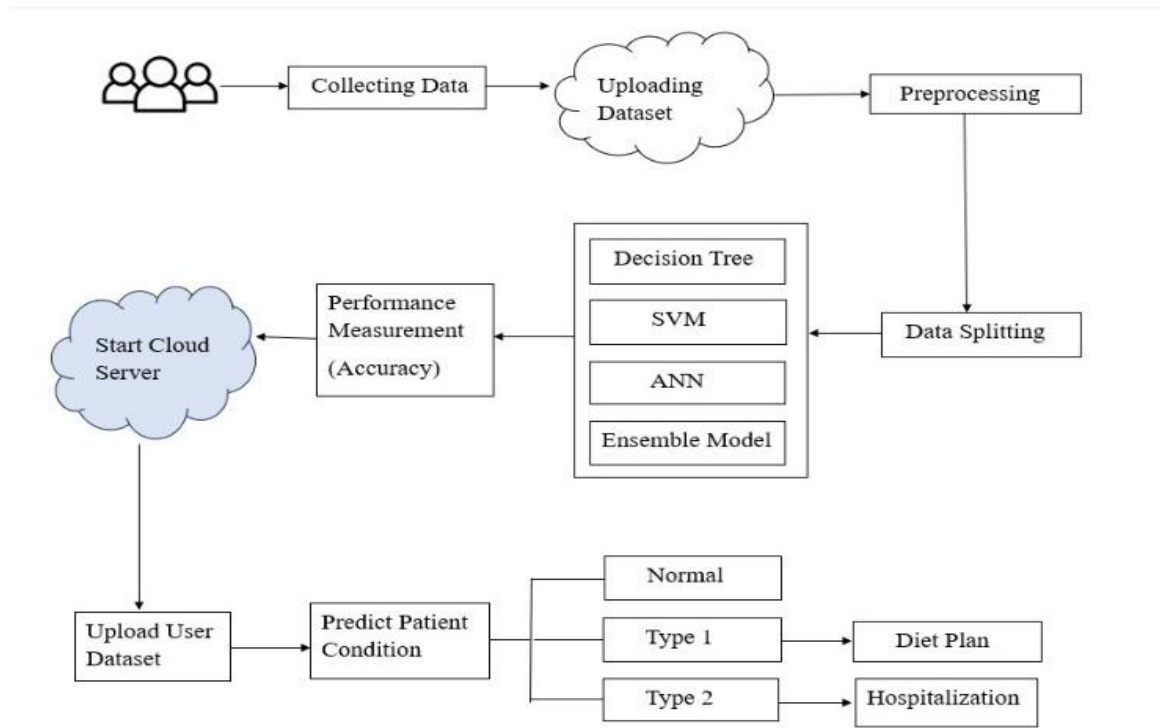 Collecting Data
Uploading
Dataset
Preprocessing
Data Splitting
Decision Tree
SVM
ANN
Ensemble Model
Performance
Measurement
(Accuracy)
Start Cloud
Server
Upload User
Dataset
Predict Patient
Condition
Normal
Type 1
Diet Plan
Type 2
Hospitalization